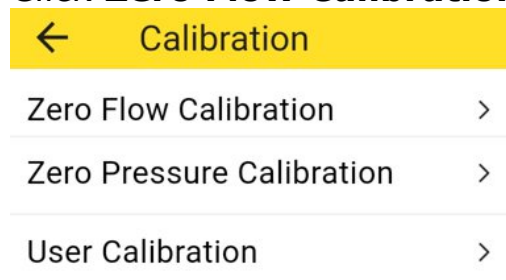 ← Calibration
Zero Flow Calibration >
Zero Pressure Calibration >
User Calibration >